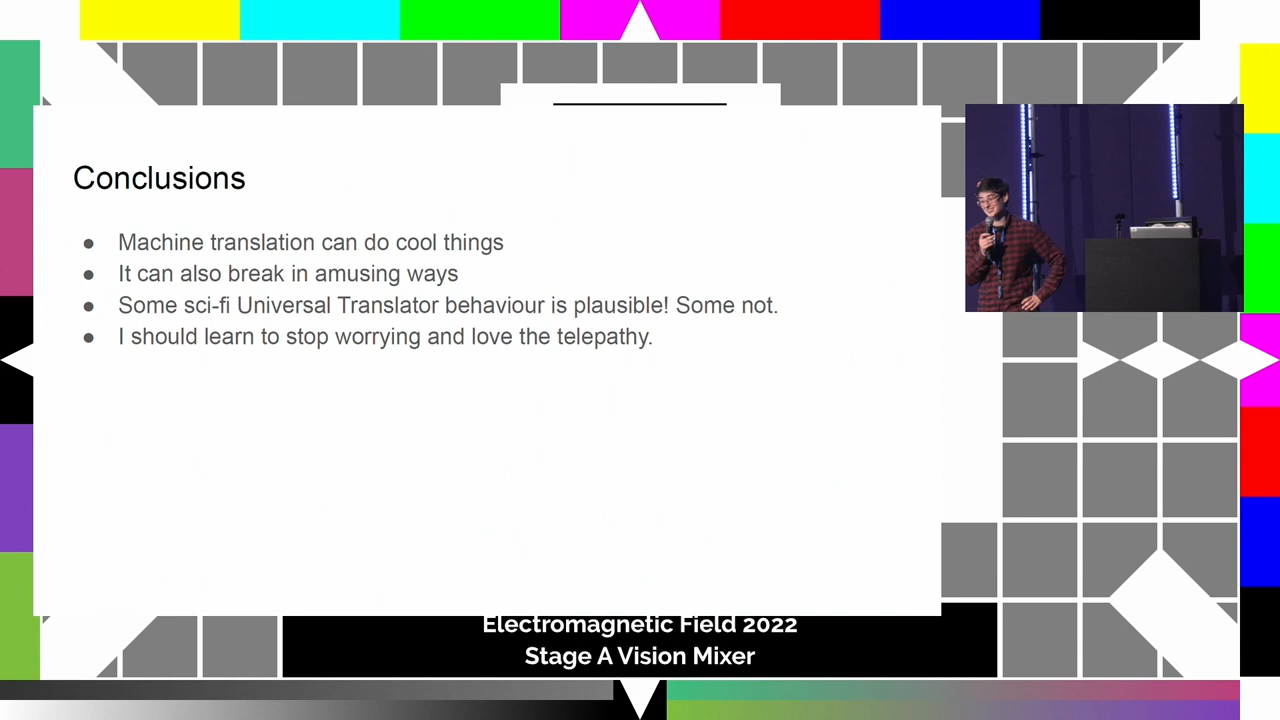 Conclusions
● Machine translation can do cool things
● It can also break in amusing ways
● Some sci-fi Universal Translator behaviour is plausible! Some not.
● I should learn to stop worrying and love the telepathy.
Electromagnetic Field 2022
Stage A Vision Mixer